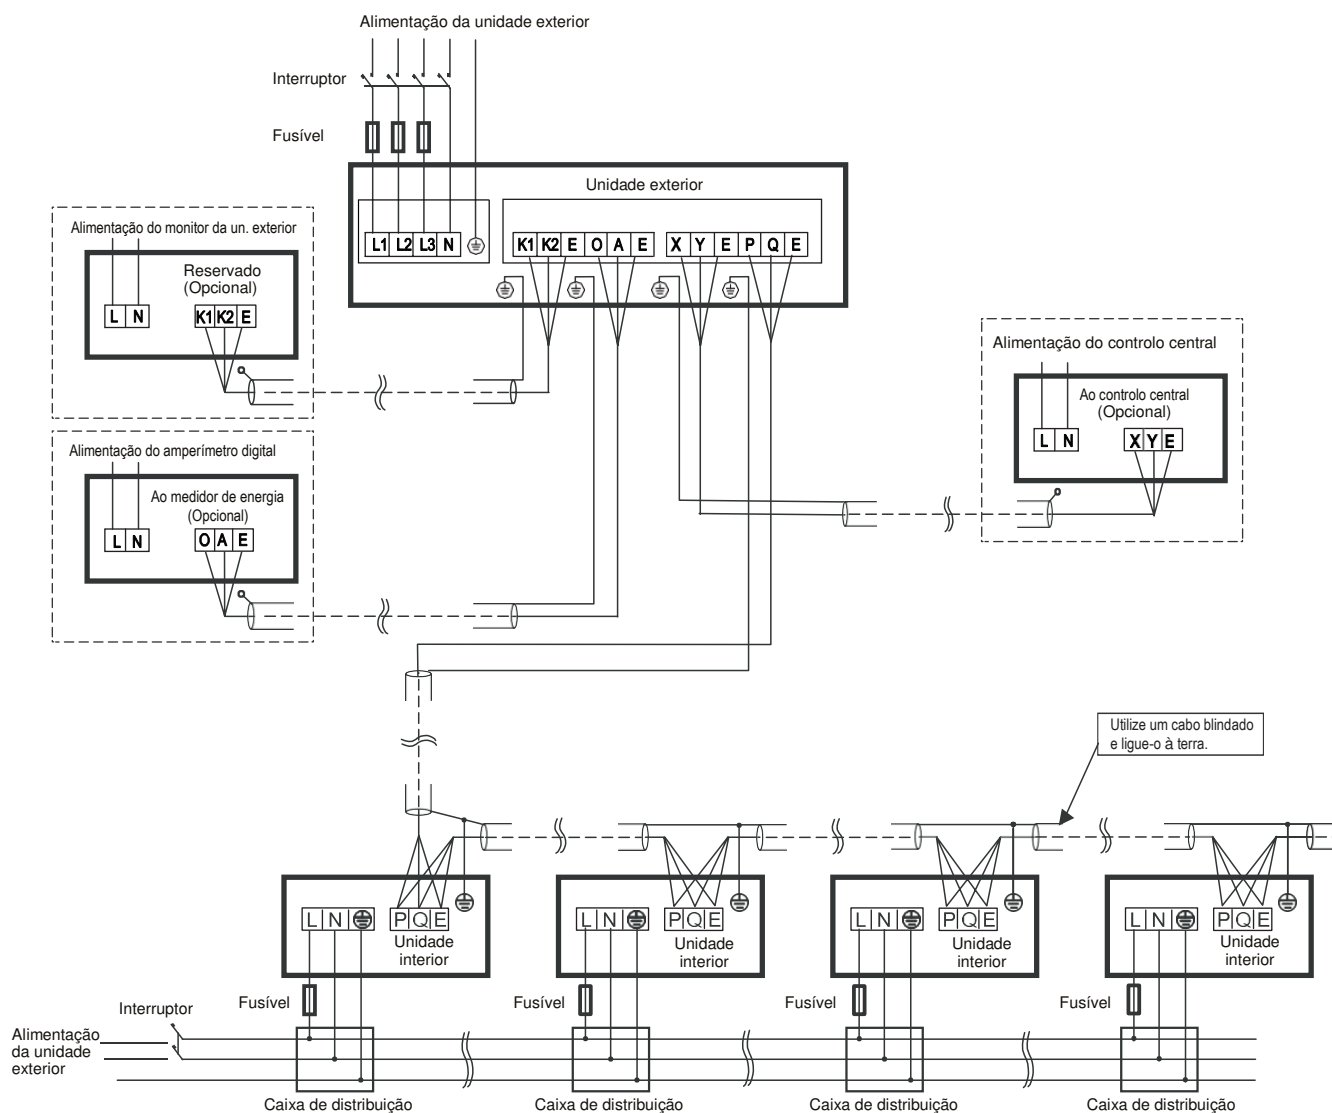 Alimentação da unidade exterior
Interruptor
Fusível
Unidade exterior
L1 L2 L3 N
K1 K2 E O A E X Y E P Q E
Alimentação do monitor da un. exterior
Reservado
(Opcional)
L N
K1 K2 E
Alimentação do controlo central
Ao controlo central
(Opcional)
L N
X Y E
Alimentação do amperímetro digital
Ao medidor de energia
(Opcional)
L N
O A E
Utilize um cabo blindado
e ligue-o à terra.
L N
P Q E
Unidade
interior
L N
P Q E
Unidade
interior
L N
P Q E
Unidade
interior
L N
P Q E
Unidade
interior
Fusível
Fusível
Fusível
Fusível
Interruptor
Alimentação
da unidade
exterior
Caixa de distribuição
Caixa de distribuição
Caixa de distribuição
Caixa de distribuição